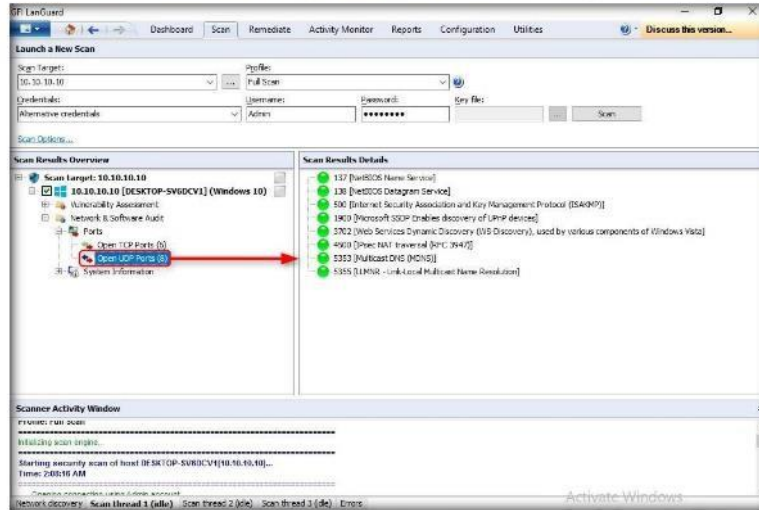 GFI LanGuard
Dashboard Scan Remediate Activity Monitor Reports Configuration Utilities Discuss this version...
Launch a New Scan
Scan Target: Profile:
10.10.10.10 ... Full Scan
Credentials: Username: Password: Key file:
Alternative credentials Admin •••••••• ... Scan
Scan Options...
Scan Results Overview
Scan target: 10.10.10.10
10.10.10.10 [DESKTOP-SV6DCV1] (Windows 10)
Vulnerability Assessment
Network & Software Audit
Ports
Open TCP Ports (6)
Open UDP Ports (8)
System Information
Scan Results Details
137 [NetBIOS Name Service]
138 [NetBIOS Datagram Service]
500 [Internet Security Association and Key Management Protocol (ISAKMP)]
1900 [Microsoft SSDP Enables discovery of UPnP devices]
3702 [Web Services Dynamic Discovery (WS-Discovery), used by various components of Windows Vista]
4500 [IPsec NAT traversal (RFC 3947)]
5353 [Multicast DNS (MDNS)]
5355 [LLMNR - Link-Local Multicast Name Resolution]
Scanner Activity Window
Profile: Full Scan
Initializing scan engine...
Starting security scan of host DESKTOP-SV6DCV1[10.10.10.10]...
Time: 2:08:16 AM
Opening connection using Admin account
Activate Windows
Network discovery Scan thread 1 (idle) Scan thread 2 (idle) Scan thread 3 (idle) Errors